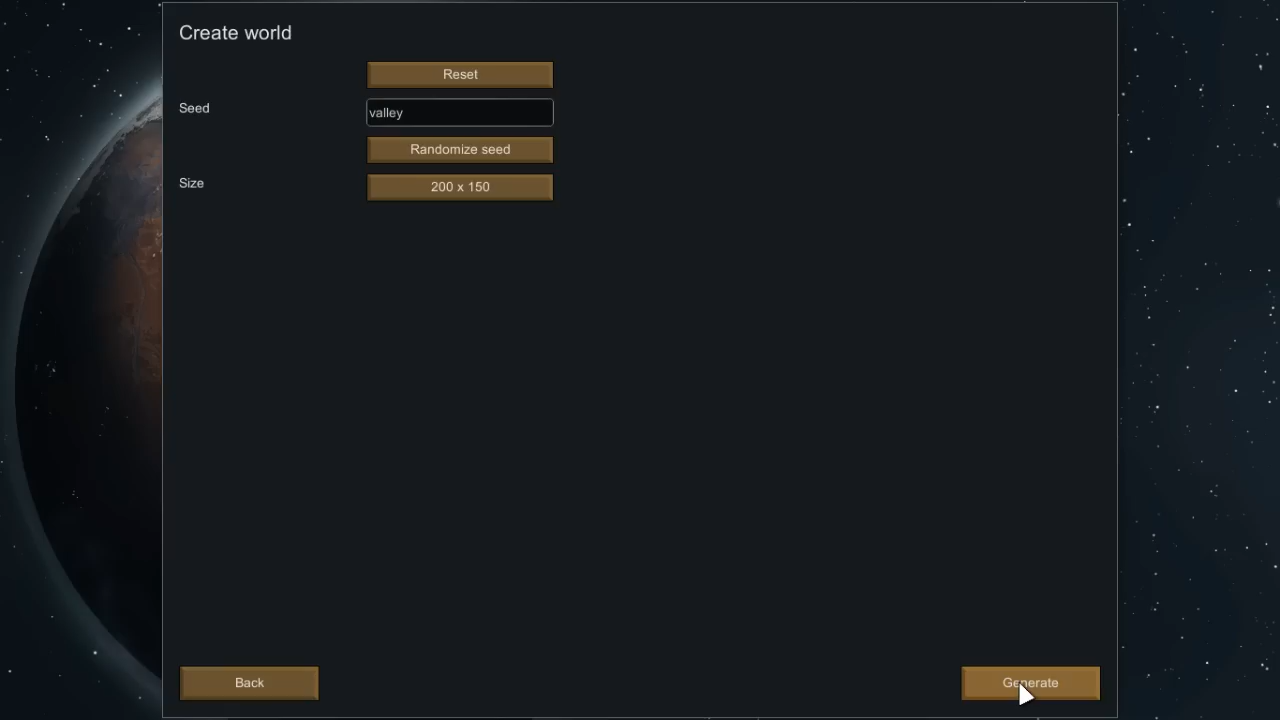 Create world
Reset
Seed
valley
Randomize seed
Size
200 x 150
Back
Generate